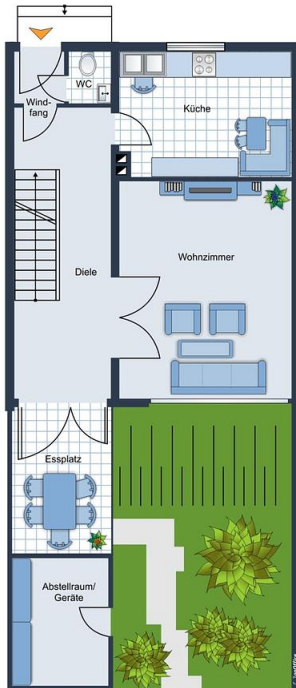 WC
Wind-
fang
Küche
Wohnzimmer
Diele
Essplatz
Abstellraum/
Geräte